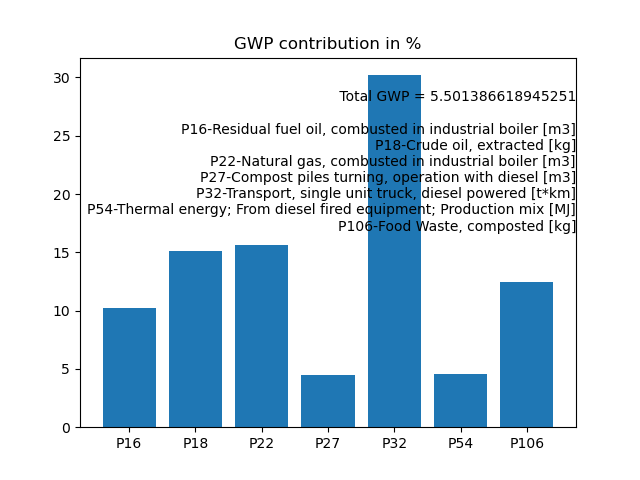 GWP contribution in %
30
25
20
15
10
5
0
Total GWP = 5.501386618945251
P16-Residual fuel oil, combusted in industrial boiler [m3]
P18-Crude oil, extracted [kg]
P22-Natural gas, combusted in industrial boiler [m3]
P27-Compost piles turning, operation with diesel [m3]
P32-Transport, single unit truck, diesel powered [t*km]
P54-Thermal energy; From diesel fired equipment; Production mix [MJ]
P106-Food Waste, composted [kg]
P16 P18 P22 P27 P32 P54 P106